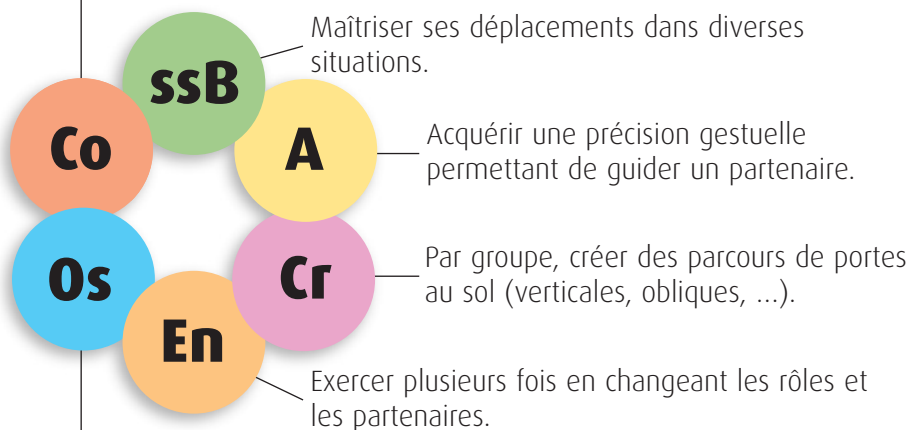 ssB
Maîtriser ses déplacements dans diverses
situations.
Co
A
Acquérir une précision gestuelle
permettant de guider un partenaire.
Os
Cr
Par groupe, créer des parcours de portes
au sol (verticales, obliques, ...).
En
Exercer plusieurs fois en changeant les rôles et
les partenaires.